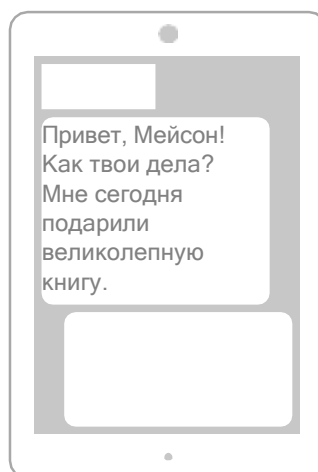 Привет, Мейсон!
Как твои дела?
Мне сегодня
подарили
великолепную
книгу.